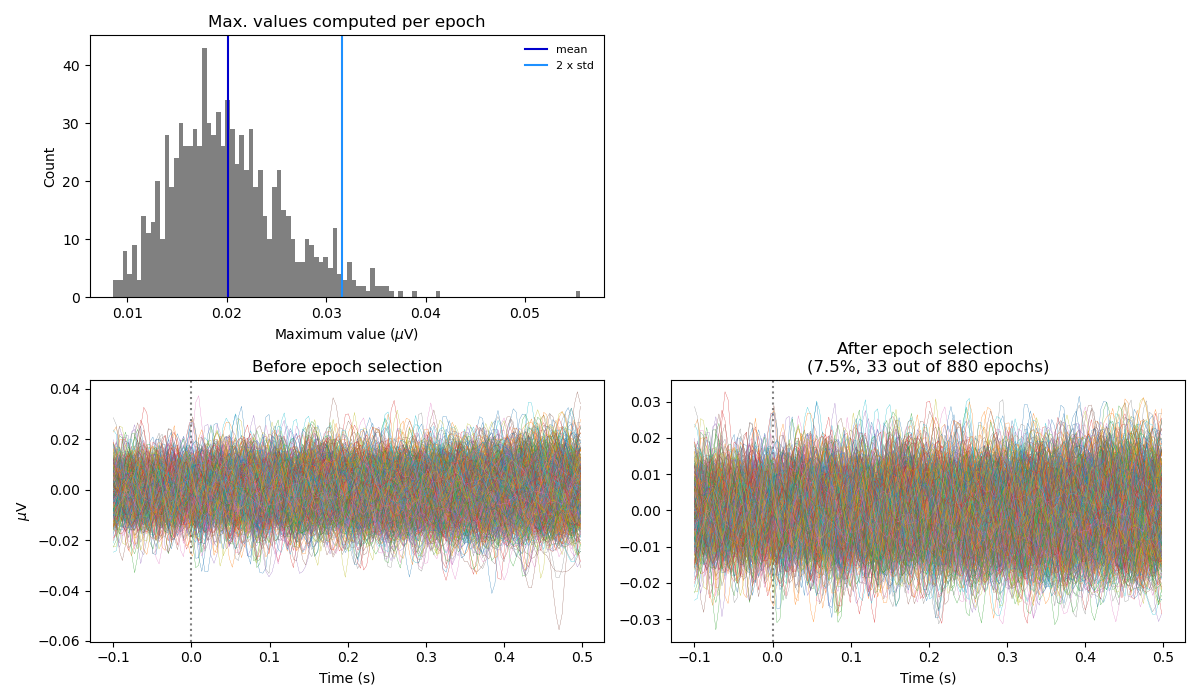 Max. values computed per epoch
mean
2 x std
40
30
20
10
0
Count
0.01 0.02 0.03 0.04 0.05
Maximum value (μV)
Before epoch selection
0.04
0.02
0.00
−0.02
−0.04
−0.06
μV
−0.1 0.0 0.1 0.2 0.3 0.4 0.5
Time (s)
After epoch selection
(7.5%, 33 out of 880 epochs)
0.03
0.02
0.01
0.00
−0.01
−0.02
−0.03
−0.1 0.0 0.1 0.2 0.3 0.4 0.5
Time (s)